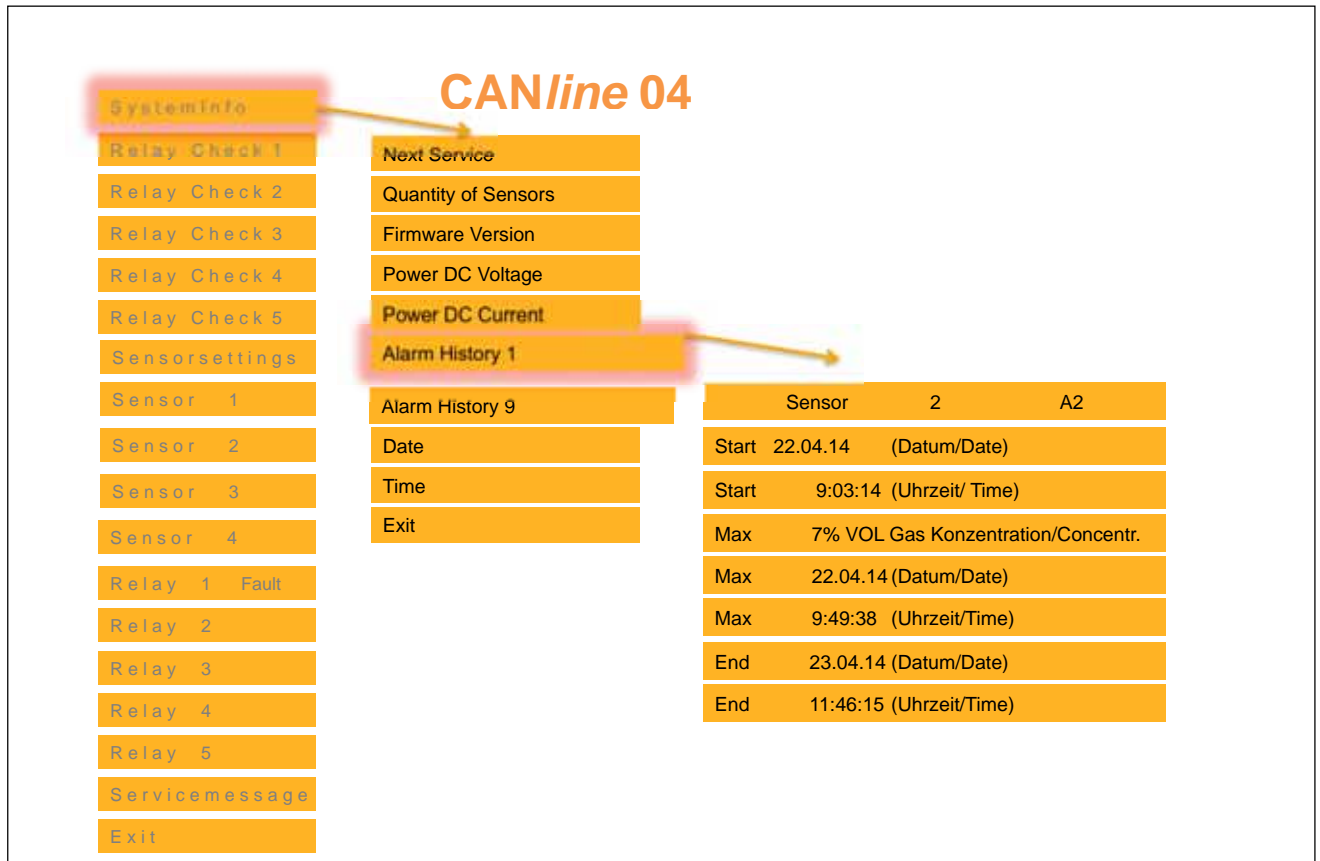 CANline 04
Systeminfo
Relay Check 1
Relay Check 2
Relay Check 3
Relay Check 4
Relay Check 5
Sensorsettings
Sensor 1
Sensor 2
Sensor 3
Sensor 4
Relay 1 Fault
Relay 2
Relay 3
Relay 4
Relay 5
Servicemessage
Exit
Next Service
Quantity of Sensors
Firmware Version
Power DC Voltage
Power DC Current
Alarm History 1
Alarm History 9
Date
Time
Exit
Sensor 2 A2
Start 22.04.14 (Datum/Date)
Start 9:03:14 (Uhrzeit/ Time)
Max 7% VOL Gas Konzentration/Concentr.
Max 22.04.14 (Datum/Date)
Max 9:49:38 (Uhrzeit/Time)
End 23.04.14 (Datum/Date)
End 11:46:15 (Uhrzeit/Time)